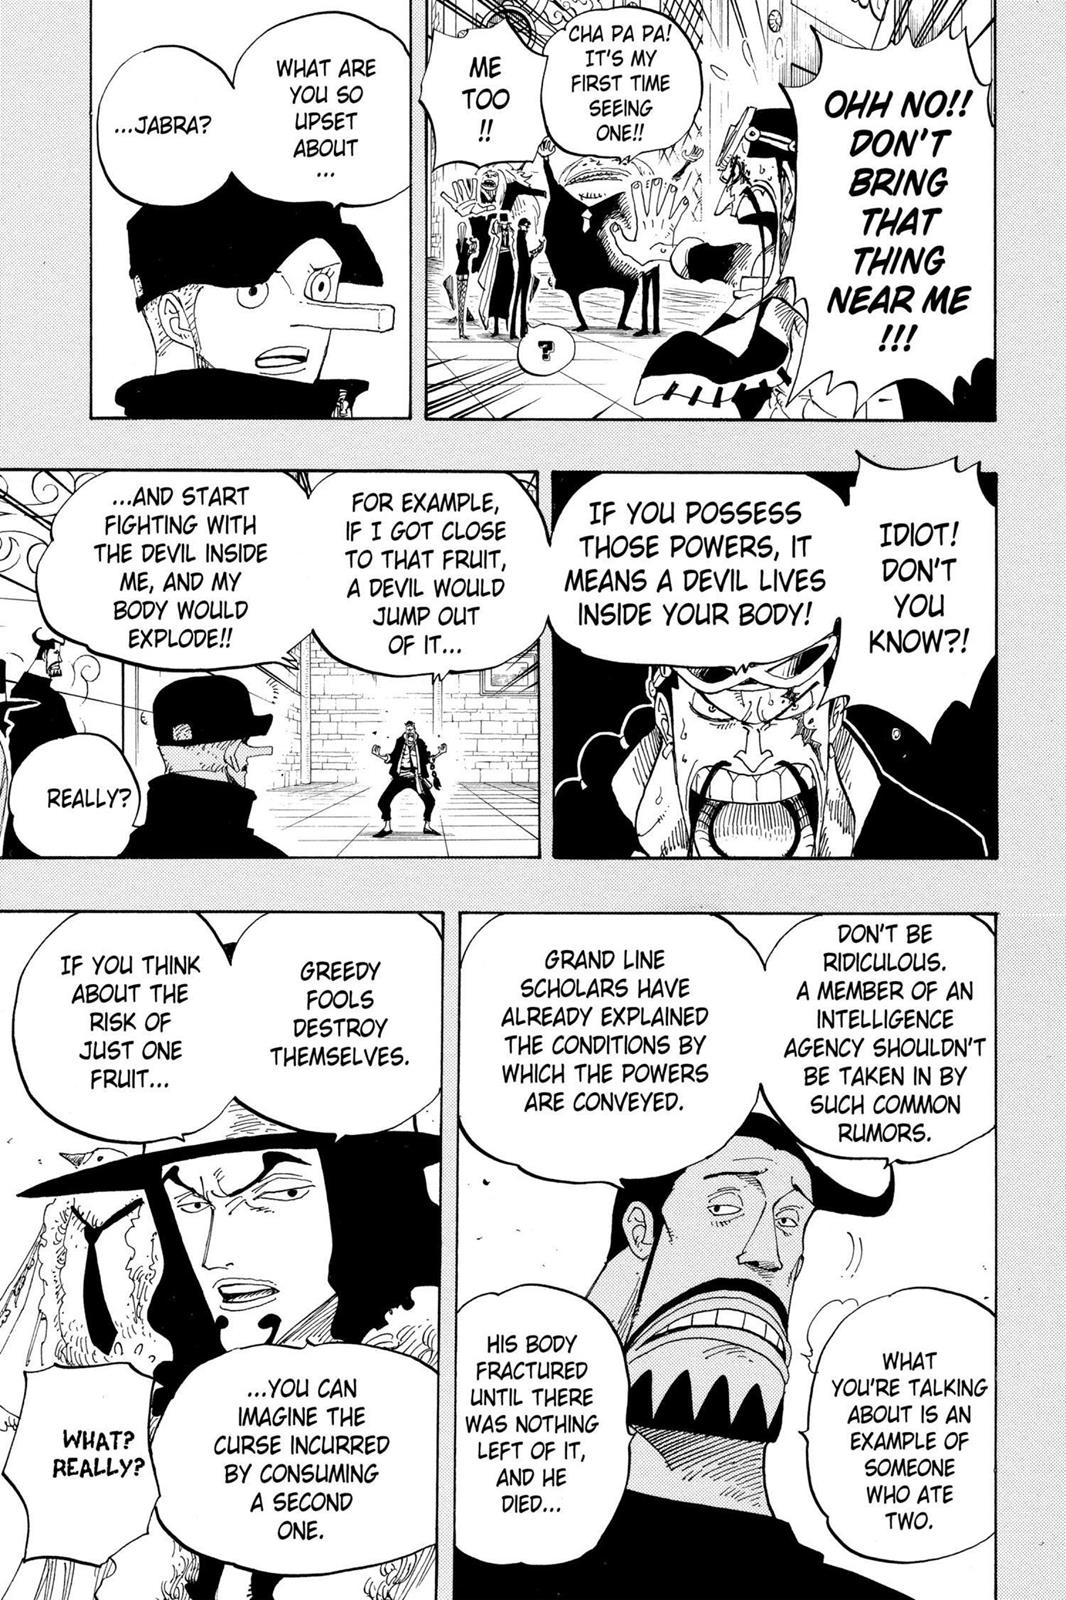 OHH NO!!
DON'T
BRING
THAT
THING
NEAR ME
!!!
CHA PA PA!
IT'S MY
FIRST TIME
SEEING
ONE!!
ME
TOO
!!
?
WHAT ARE
YOU SO
UPSET
ABOUT
...
...JABRA?
IDIOT!
DON'T
YOU
KNOW?!
IF YOU POSSESS
THOSE POWERS, IT
MEANS A DEVIL LIVES
INSIDE YOUR BODY!
FOR EXAMPLE,
IF I GOT CLOSE
TO THAT FRUIT,
A DEVIL WOULD
JUMP OUT
OF IT...
...AND START
FIGHTING WITH
THE DEVIL INSIDE
ME, AND MY
BODY WOULD
EXPLODE!!
REALLY?
DON'T BE
RIDICULOUS.
A MEMBER OF AN
INTELLIGENCE
AGENCY SHOULDN'T
BE TAKEN IN BY
SUCH COMMON
RUMORS.
GRAND LINE
SCHOLARS HAVE
ALREADY EXPLAINED
THE CONDITIONS BY
WHICH THE POWERS
ARE CONVEYED.
WHAT
YOU'RE TALKING
ABOUT IS AN
EXAMPLE OF
SOMEONE
WHO ATE
TWO.
HIS BODY
FRACTURED
UNTIL THERE
WAS NOTHING
LEFT OF IT,
AND HE
DIED...
GREEDY
FOOLS
DESTROY
THEMSELVES.
IF YOU THINK
ABOUT THE
RISK OF
JUST ONE
FRUIT...
...YOU CAN
IMAGINE THE
CURSE INCURRED
BY CONSUMING
A SECOND
ONE.
WHAT?
REALLY?